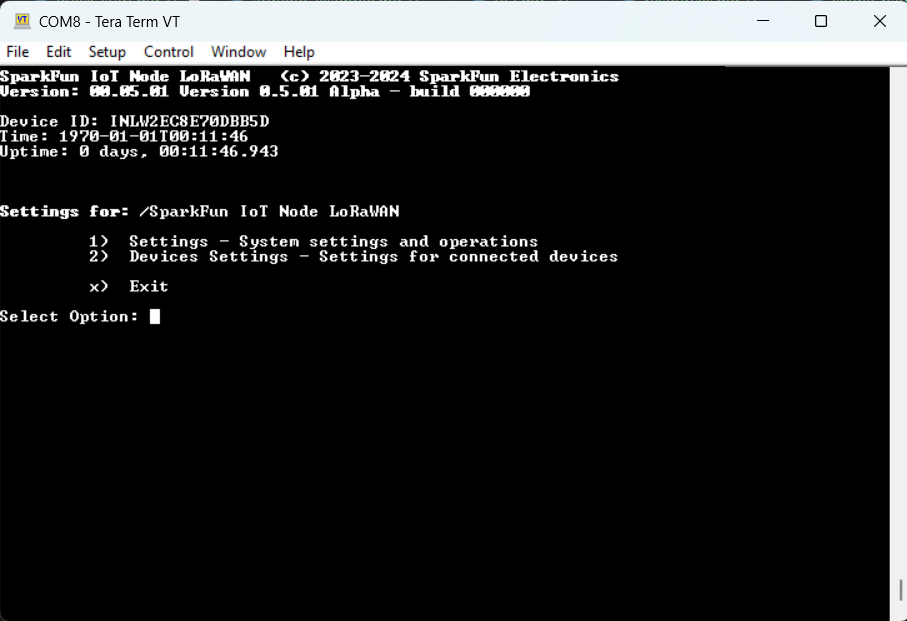 COM8 - Tera Term VT
File Edit Setup Control Window Help
SparkFun IoT Node LoRaWAN (c) 2023-2024 SparkFun Electronics
Version: 00.05.01 Version 0.5.01 Alpha - build 000000
Device ID: INLW2EC8E70DBB5D
Time: 1970-01-01T00:11:46
Uptime: 0 days, 00:11:46.943
Settings for: /SparkFun IoT Node LoRaWAN
1) Settings - System settings and operations
2) Devices Settings - Settings for connected devices
x) Exit
Select Option: